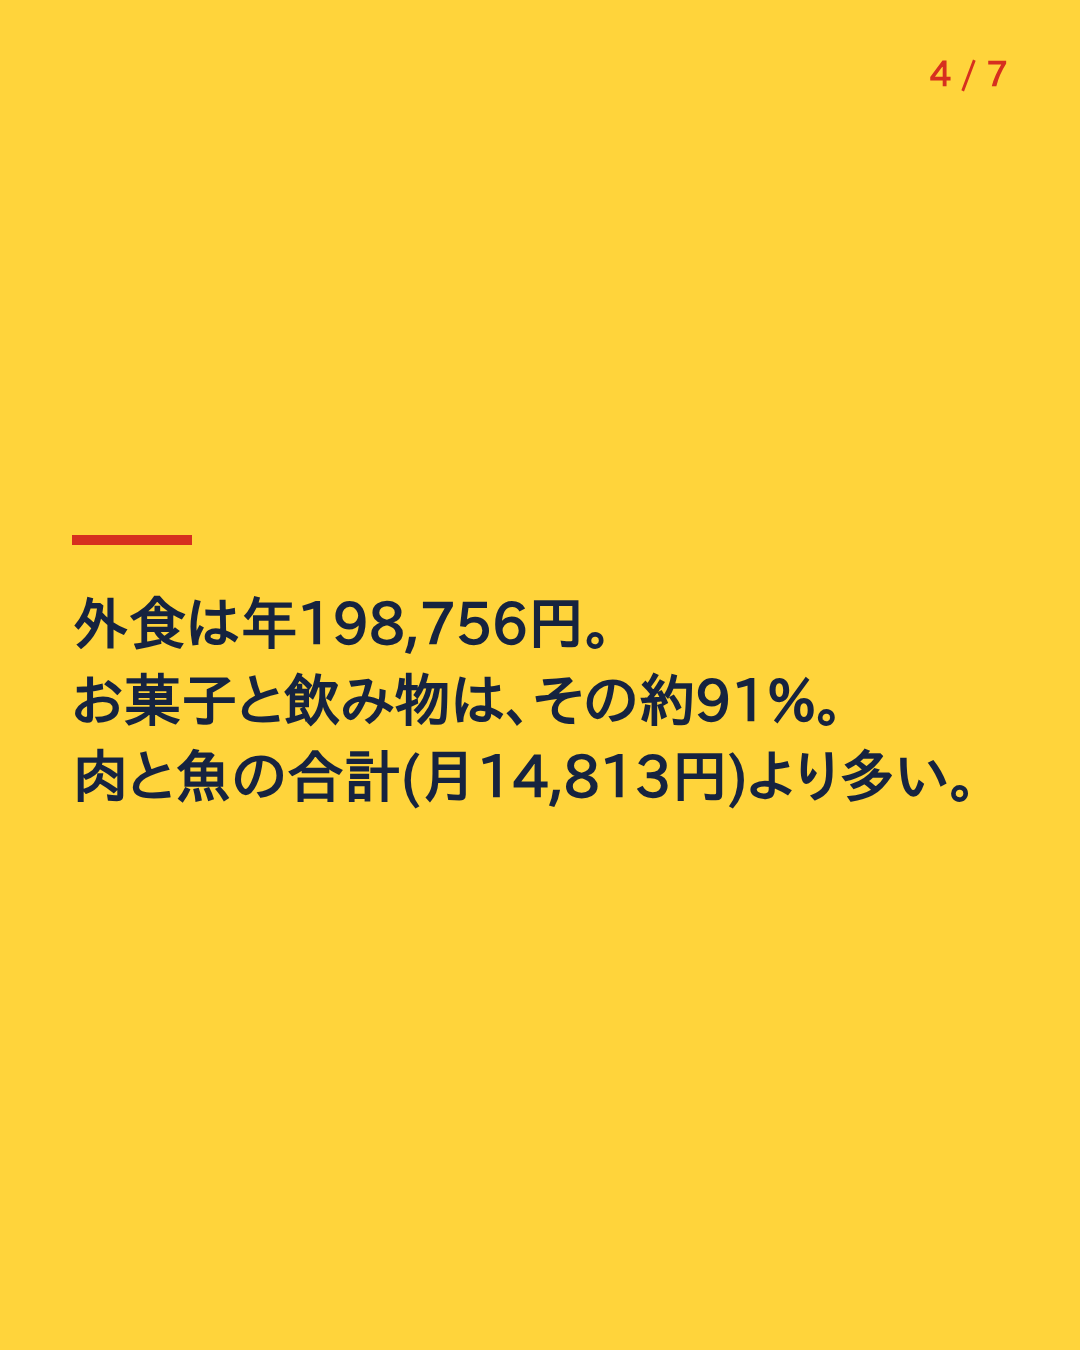 4 / 7
外食は年198,756円。
お菓子と飲み物は、その約91%。
肉と魚の合計(月14,813円)より多い。